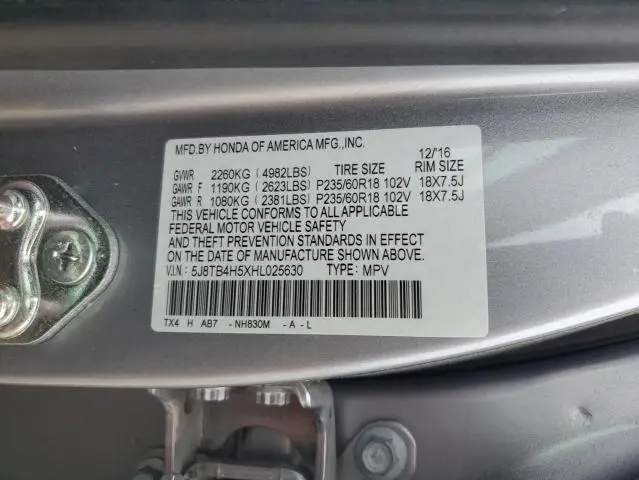 MFD.BY HONDA OF AMERICA MFG.,INC. 12/'16
GVWR 2260KG (4982LBS) TIRE SIZE RIM SIZE
GAWR F 1190KG (2623LBS) P235/60R18 102V 18X7.5J
GAWR R 1080KG (2381LBS) P235/60R18 102V 18X7.5J
THIS VEHICLE CONFORMS TO ALL APPLICABLE
FEDERAL MOTOR VEHICLE SAFETY
AND THEFT PREVENTION STANDARDS IN EFFECT
ON THE DATE OF MANUFACTURE SHOWN ABOVE.
V.I.N.: 5J8TB4H5XHL025630 TYPE: MPV
TX4 H AB7 -NH830M -A-L